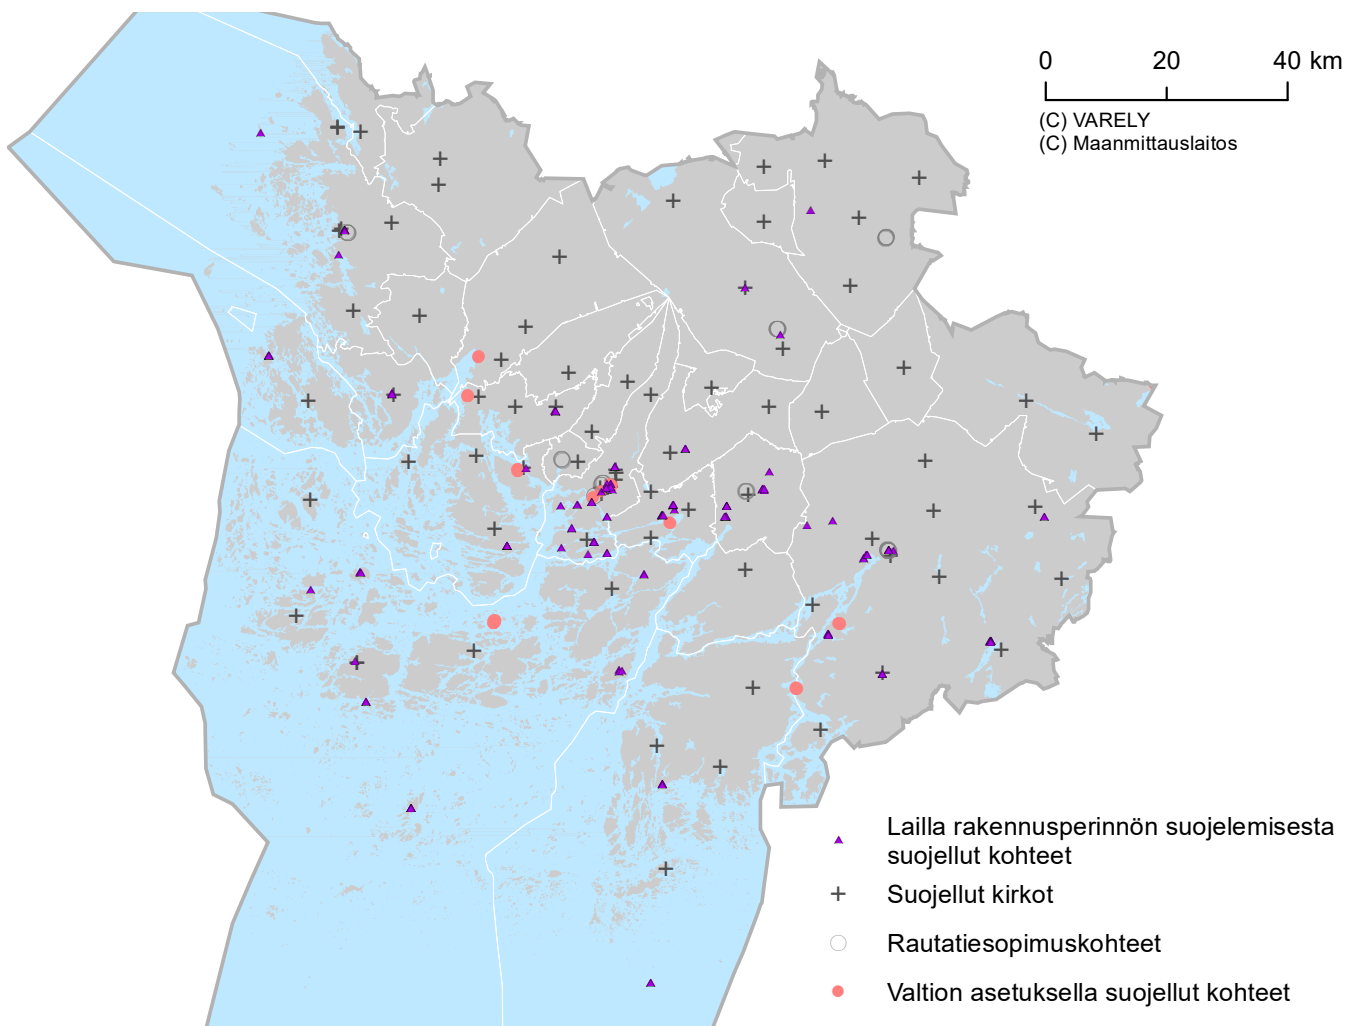 0 20 40 km
(C) VARELY
(C) Maanmittauslaitos
Lailla rakennusperinnön suojelemisesta
suojellut kohteet
Suojellut kirkot
Rautatiesopimuskohteet
Valtion asetuksella suojellut kohteet